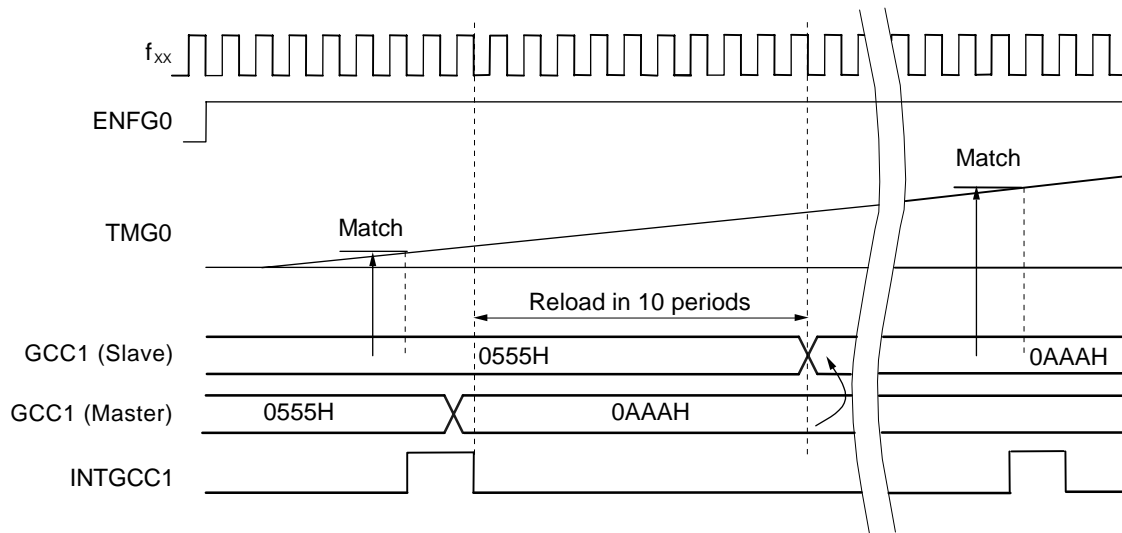 fXX
ENFG0
Match
Match
TMG0
Reload in 10 periods
GCC1 (Slave) 0555H 0AAAH
GCC1 (Master) 0555H 0AAAH
INTGCC1